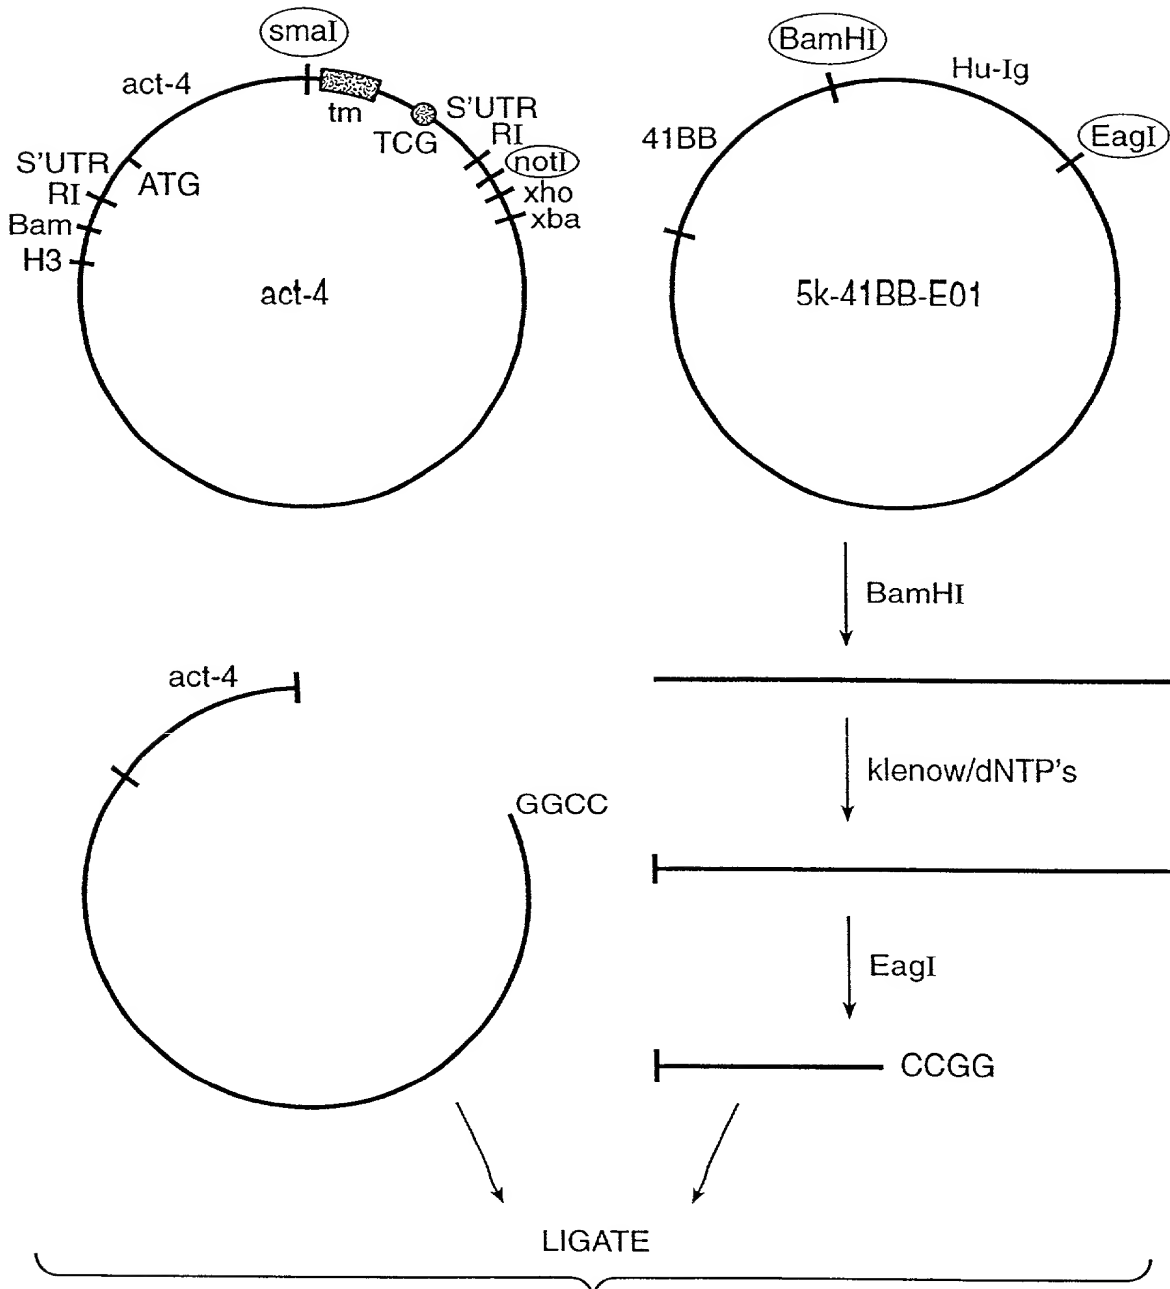 smaI
act-4
tm
S'UTR
TCG
RI
notI
xho
xba
S'UTR
ATG
RI
Bam
H3
act-4
BamHI
Hu-Ig
41BB
EagI
5k-41BB-E01
BamHI
act-4
klenow/dNTP's
GGCC
EagI
CCGG
LIGATE